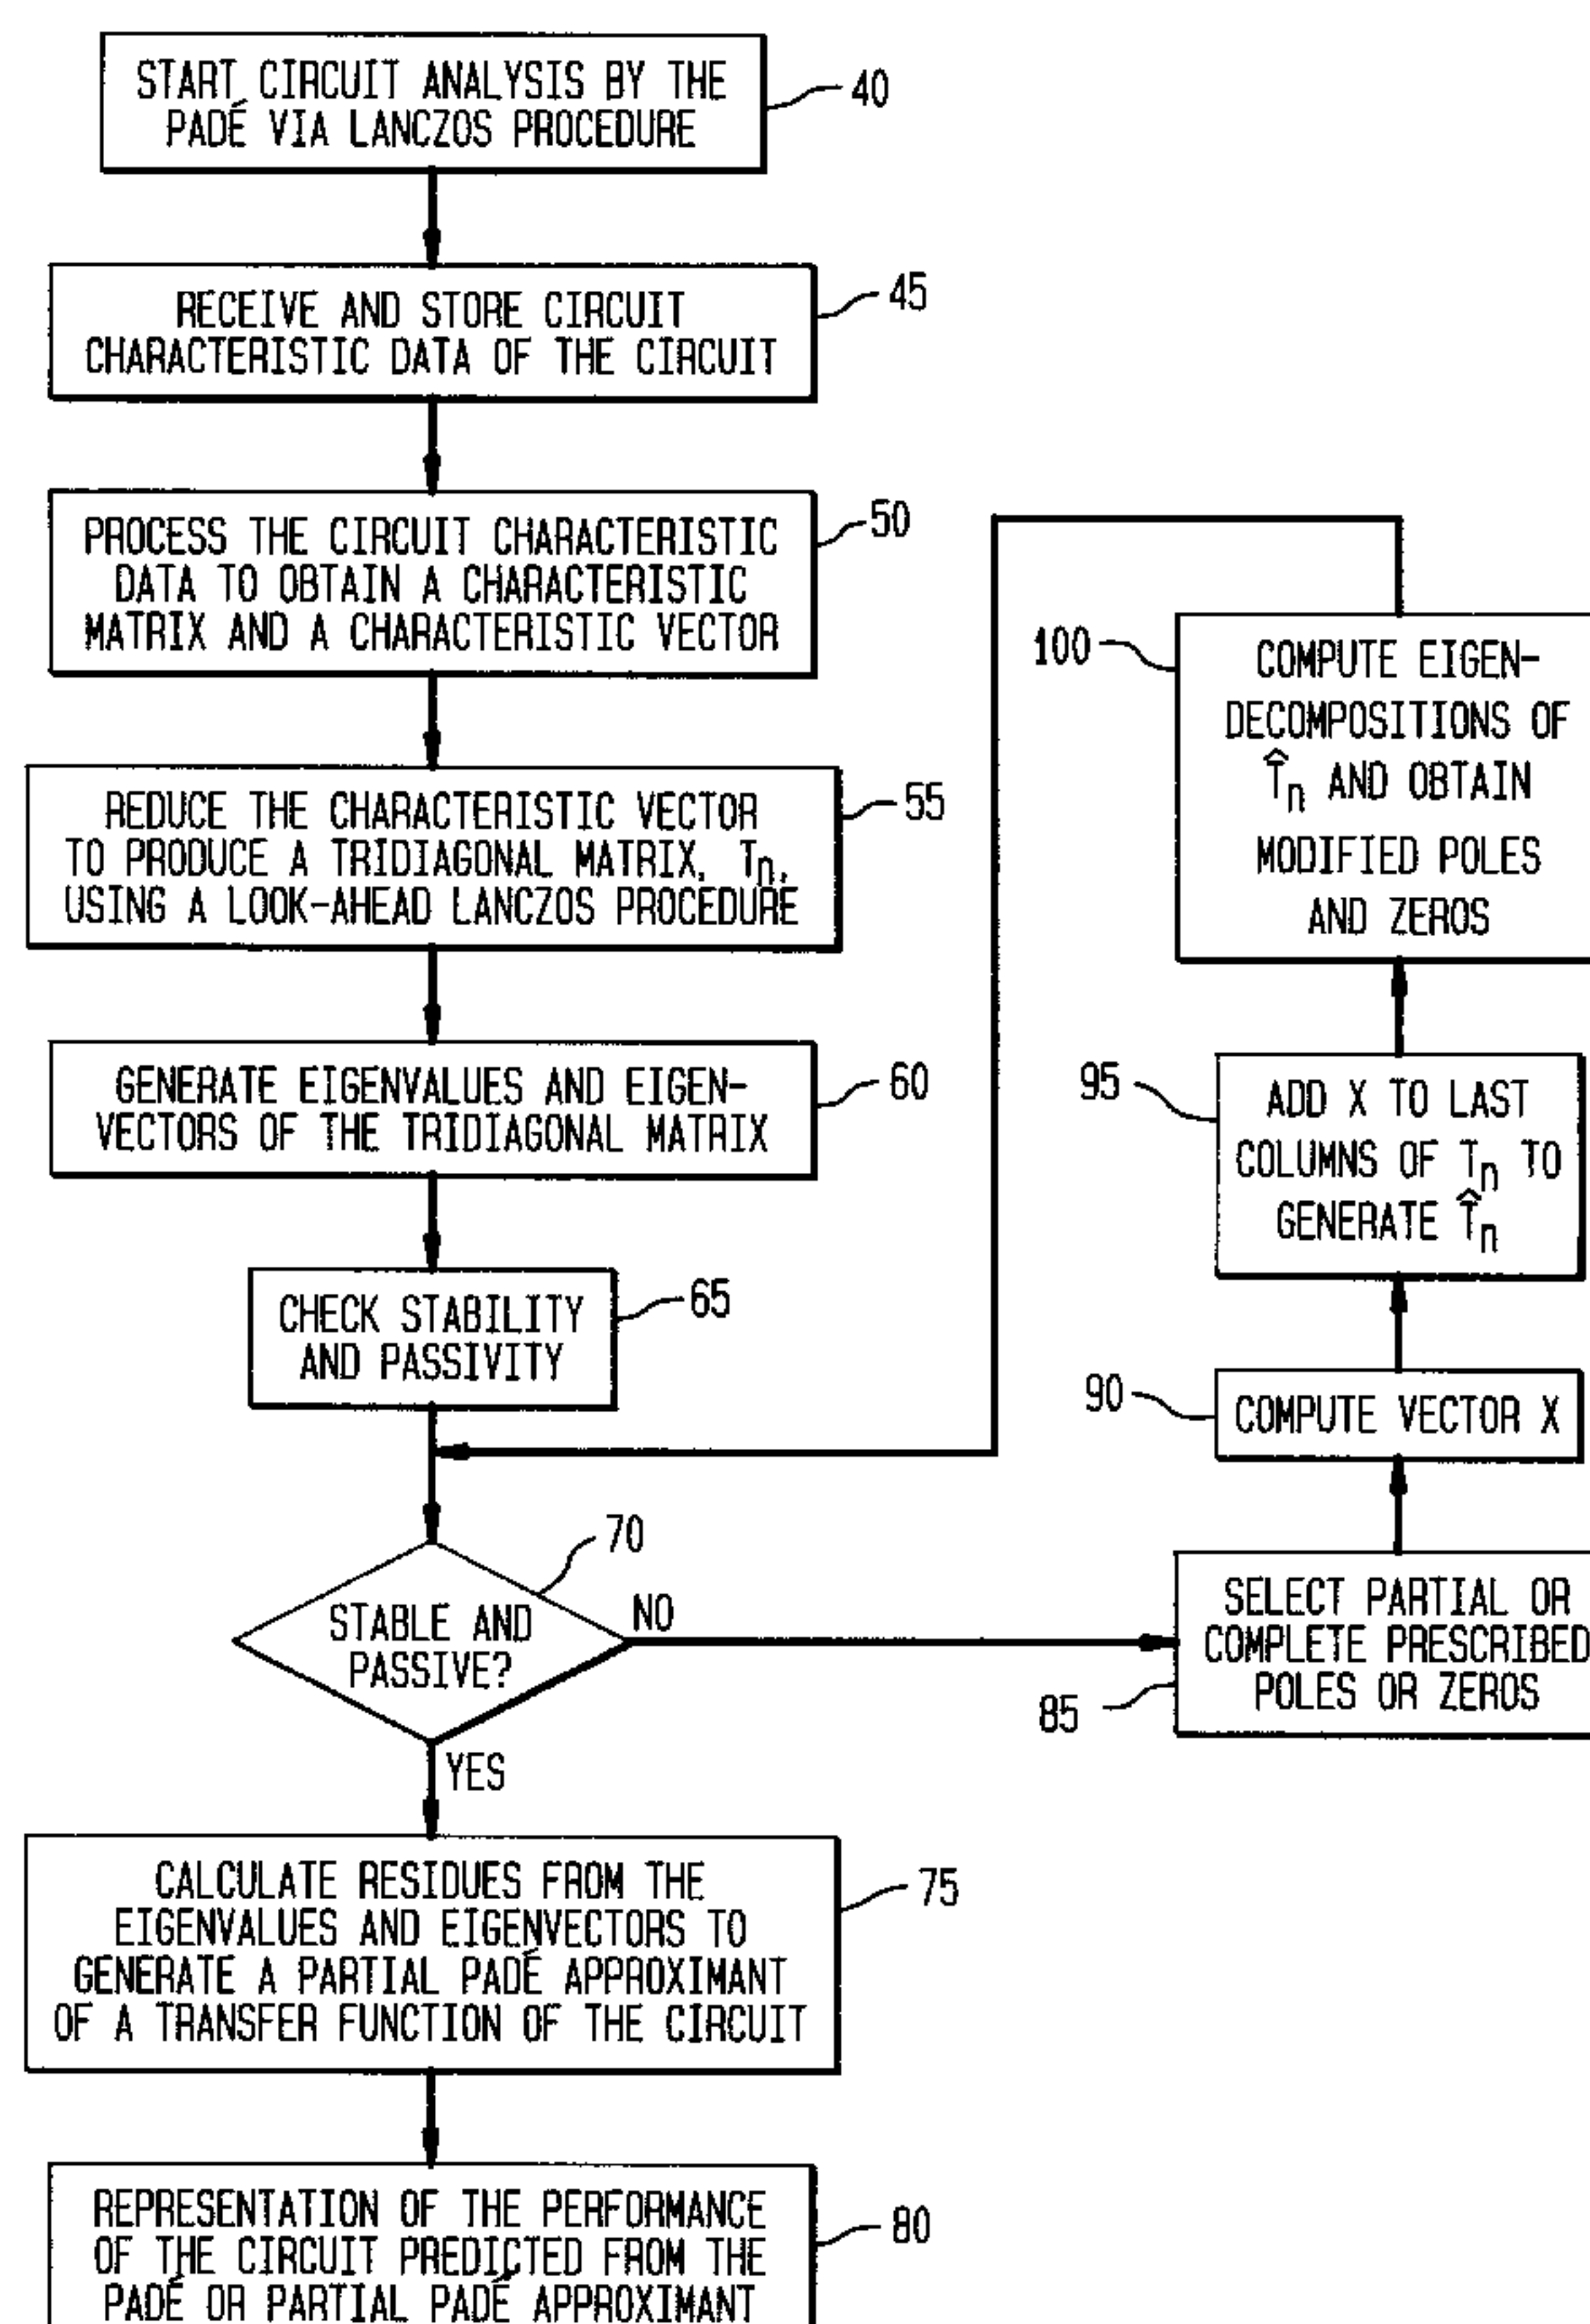 START CIRCUIT ANALYSIS BY THE
PADÉ VIA LANCZOS PROCEDURE
40
RECEIVE AND STORE CIRCUIT
CHARACTERISTIC DATA OF THE CIRCUIT
45
PROCESS THE CIRCUIT CHARACTERISTIC
DATA TO OBTAIN A CHARACTERISTIC
MATRIX AND A CHARACTERISTIC VECTOR
50
REDUCE THE CHARACTERISTIC VECTOR
TO PRODUCE A TRIDIAGONAL MATRIX, Tn,
USING A LOOK-AHEAD LANCZOS PROCEDURE
55
GENERATE EIGENVALUES AND EIGEN-
VECTORS OF THE TRIDIAGONAL MATRIX
60
CHECK STABILITY
AND PASSIVITY
65
70
STABLE AND
PASSIVE?
NO
YES
CALCULATE RESIDUES FROM THE
EIGENVALUES AND EIGENVECTORS TO
GENERATE A PARTIAL PADÉ APPROXIMANT
OF A TRANSFER FUNCTION OF THE CIRCUIT
75
REPRESENTATION OF THE PERFORMANCE
OF THE CIRCUIT PREDICTED FROM THE
PADÉ OR PARTIAL PADÉ APPROXIMANT
80
SELECT PARTIAL OR
COMPLETE PRESCRIBED
POLES OR ZEROS
85
COMPUTE VECTOR X
90
ADD X TO LAST
COLUMNS OF Tn TO
GENERATE T̂n
95
COMPUTE EIGEN-
DECOMPOSITIONS OF
T̂n AND OBTAIN
MODIFIED POLES
AND ZEROS
100